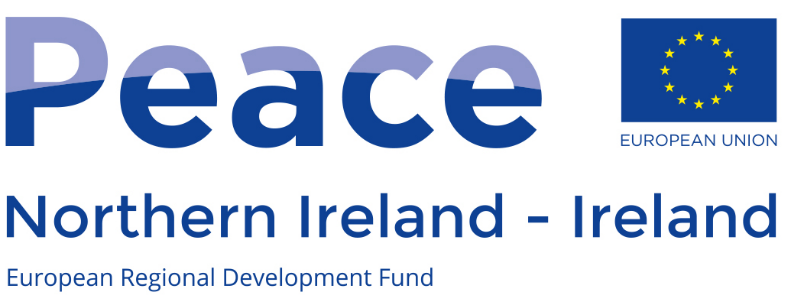 Peace
EUROPEAN UNION
Northern Ireland - Ireland
European Regional Development Fund